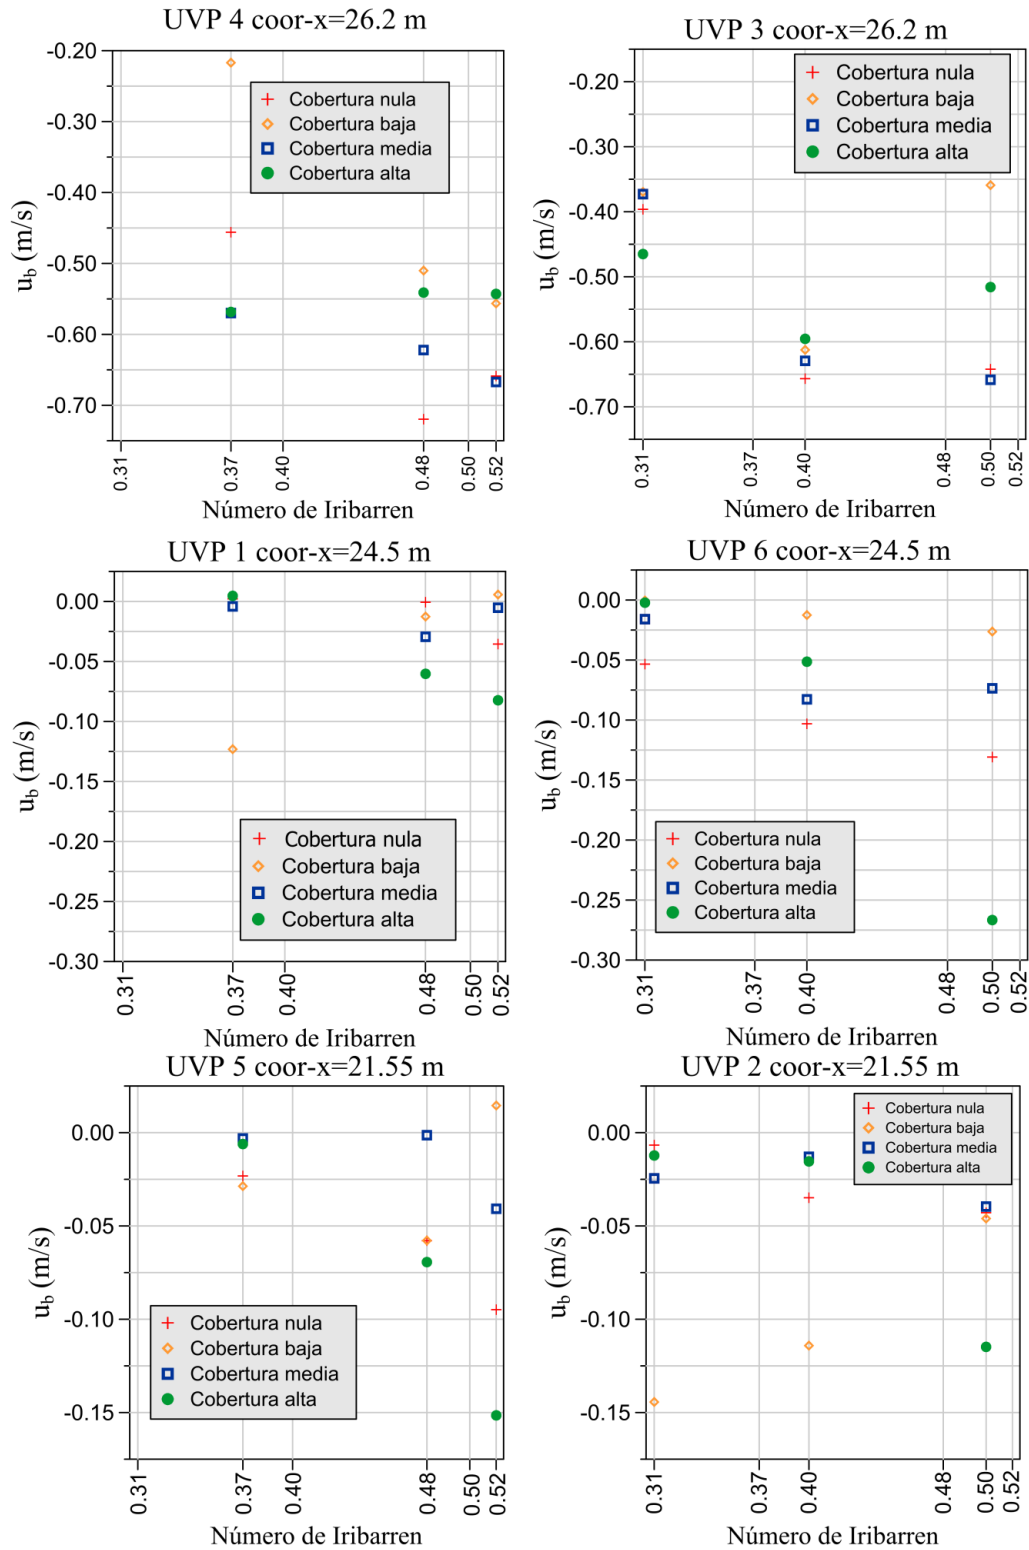 UVP 4 coor-x=26.2 m
-0.20
-0.30
-0.40
-0.50
-0.60
-0.70
u_b (m/s)
Cobertura nula
Cobertura baja
Cobertura media
Cobertura alta
0.31
0.37
0.40
0.48
0.50
0.52
Número de Iribarren
UVP 3 coor-x=26.2 m
-0.20
-0.30
-0.40
-0.50
-0.60
-0.70
u_b (m/s)
Cobertura nula
Cobertura baja
Cobertura media
Cobertura alta
0.31
0.37
0.40
0.48
0.50
0.52
Número de Iribarren
UVP 1 coor-x=24.5 m
0.00
-0.05
-0.10
-0.15
-0.20
-0.25
-0.30
u_b (m/s)
Cobertura nula
Cobertura baja
Cobertura media
Cobertura alta
0.31
0.37
0.40
0.48
0.50
0.52
Número de Iribarren
UVP 6 coor-x=24.5 m
0.00
-0.05
-0.10
-0.15
-0.20
-0.25
-0.30
u_b (m/s)
Cobertura nula
Cobertura baja
Cobertura media
Cobertura alta
0.31
0.37
0.40
0.48
0.50
0.52
Número de Iribarren
UVP 5 coor-x=21.55 m
0.00
-0.05
-0.10
-0.15
u_b (m/s)
Cobertura nula
Cobertura baja
Cobertura media
Cobertura alta
0.31
0.37
0.40
0.48
0.50
0.52
Número de Iribarren
UVP 2 coor-x=21.55 m
0.00
-0.05
-0.10
-0.15
u_b (m/s)
Cobertura nula
Cobertura baja
Cobertura media
Cobertura alta
0.31
0.37
0.40
0.48
0.50
0.52
Número de Iribarren